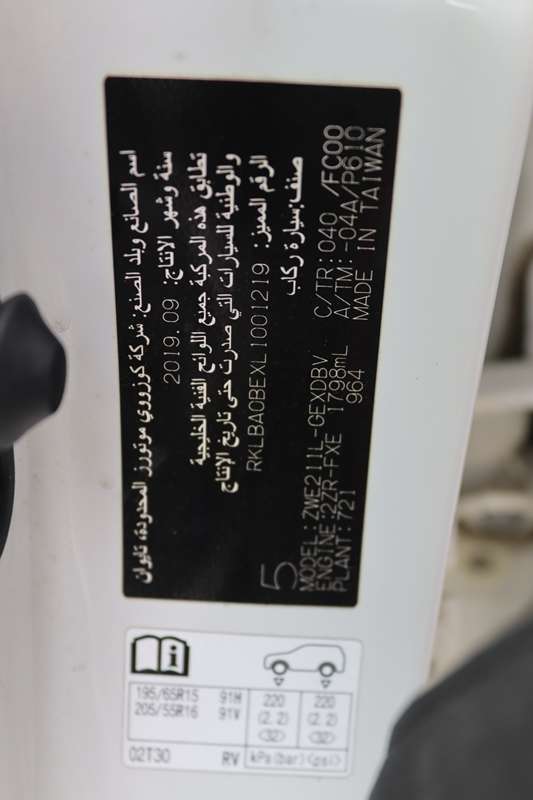 اسم الصانع وبلد الصنع: شركة كوزووي موتورز المحدودة، تايوان
سنة وشهر الانتاج: 2019.09
تطابق هذه المركبة جميع اللوائح الفنية الخليجية
والوطنية للسيارات التي صدرت حتى تاريخ الإنتاج
الرقم المميز: RKLBA0BEXL1001219
صنف: سيارة ركاب
5
MODEL: ZWE211L-GEXDBV C/TR: 040 /FC00
ENGINE: 2ZR-FXE 1798mL A/TM: -04A/P610
PLANT: 721 964 MADE IN TAIWAN
195/65R15 91H 220 (2.2) (32) 220 (2.2) (32)
205/55R16 91V
02T30 RV kPa(bar)<psi>